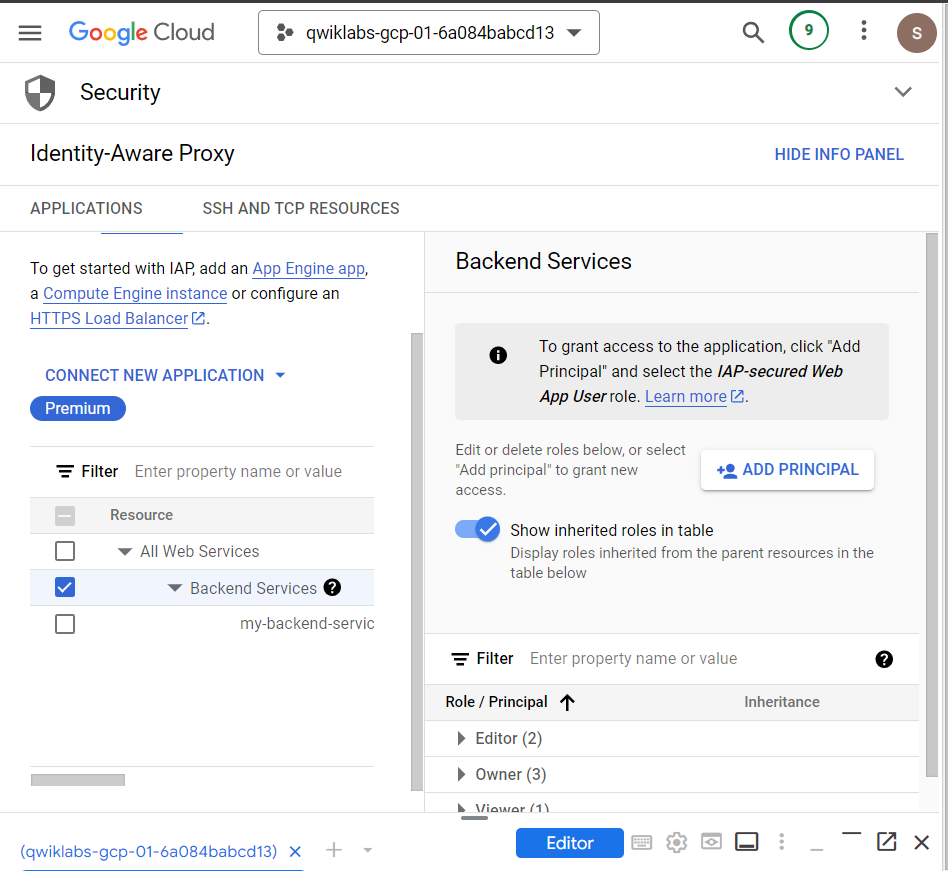 Google Cloud
qwiklabs-gcp-01-6a084babcd13
9
S
Security
Identity-Aware Proxy
HIDE INFO PANEL
APPLICATIONS
SSH AND TCP RESOURCES
To get started with IAP, add an App Engine app,
a Compute Engine instance or configure an
HTTPS Load Balancer.
CONNECT NEW APPLICATION
Premium
Filter Enter property name or value
Resource
All Web Services
Backend Services ?
my-backend-servic
Backend Services
To grant access to the application, click "Add
Principal" and select the IAP-secured Web
App User role. Learn more.
Edit or delete roles below, or select
"Add principal" to grant new
access.
ADD PRINCIPAL
Show inherited roles in table
Display roles inherited from the parent resources in the
table below
Filter Enter property name or value ?
Role / Principal Inheritance
Editor (2)
Owner (3)
Viewer (1)
(qwiklabs-gcp-01-6a084babcd13)
Editor